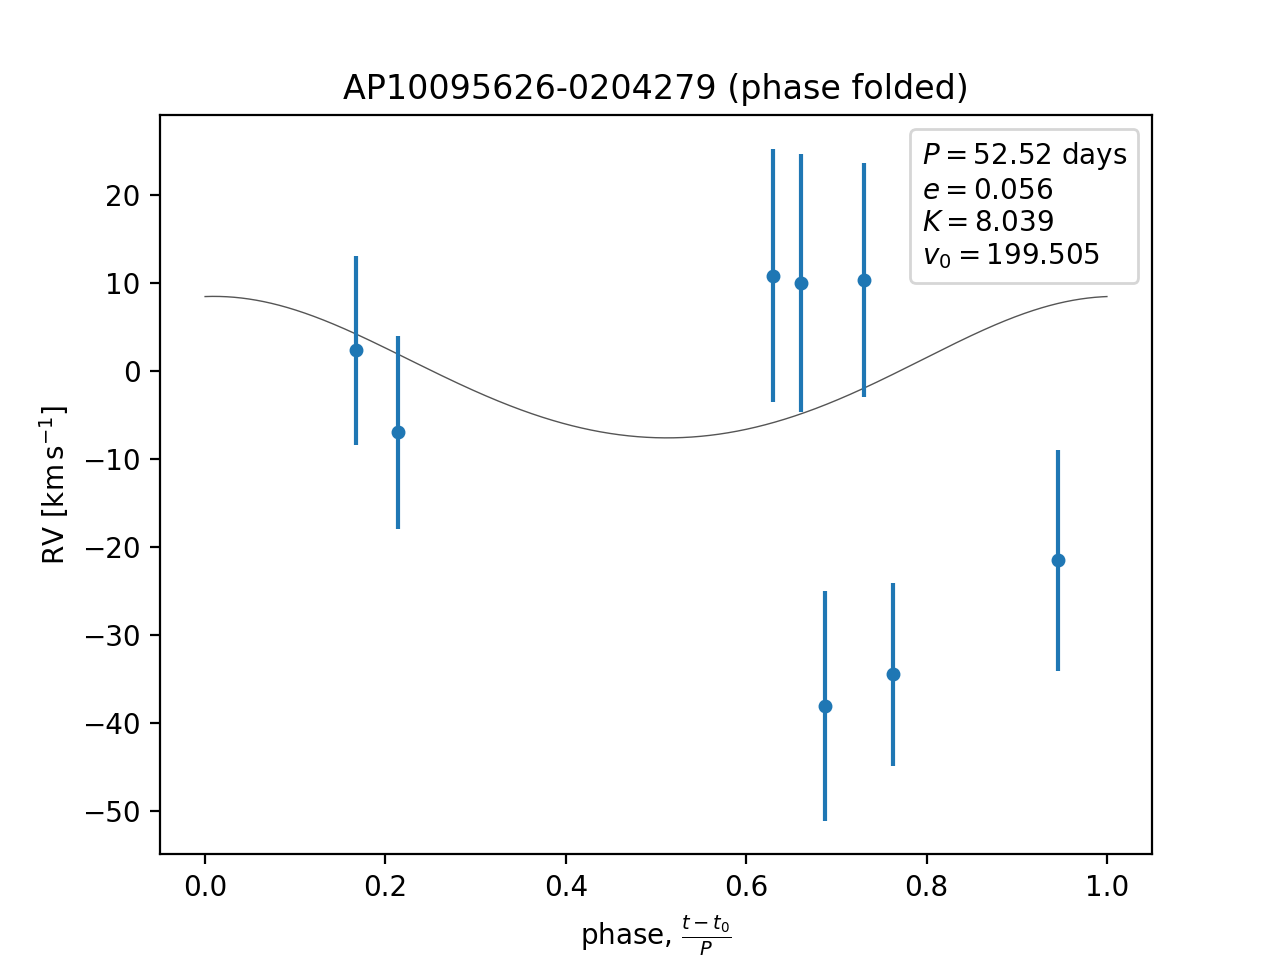 AP10095626-0204279 (phase folded)
P = 52.52 days
e = 0.056
K = 8.039
v₀ = 199.505
20
10
0
−10
−20
−30
−40
−50
RV [km s⁻¹]
0.0 0.2 0.4 0.6 0.8 1.0
phase, (t − t₀)/P